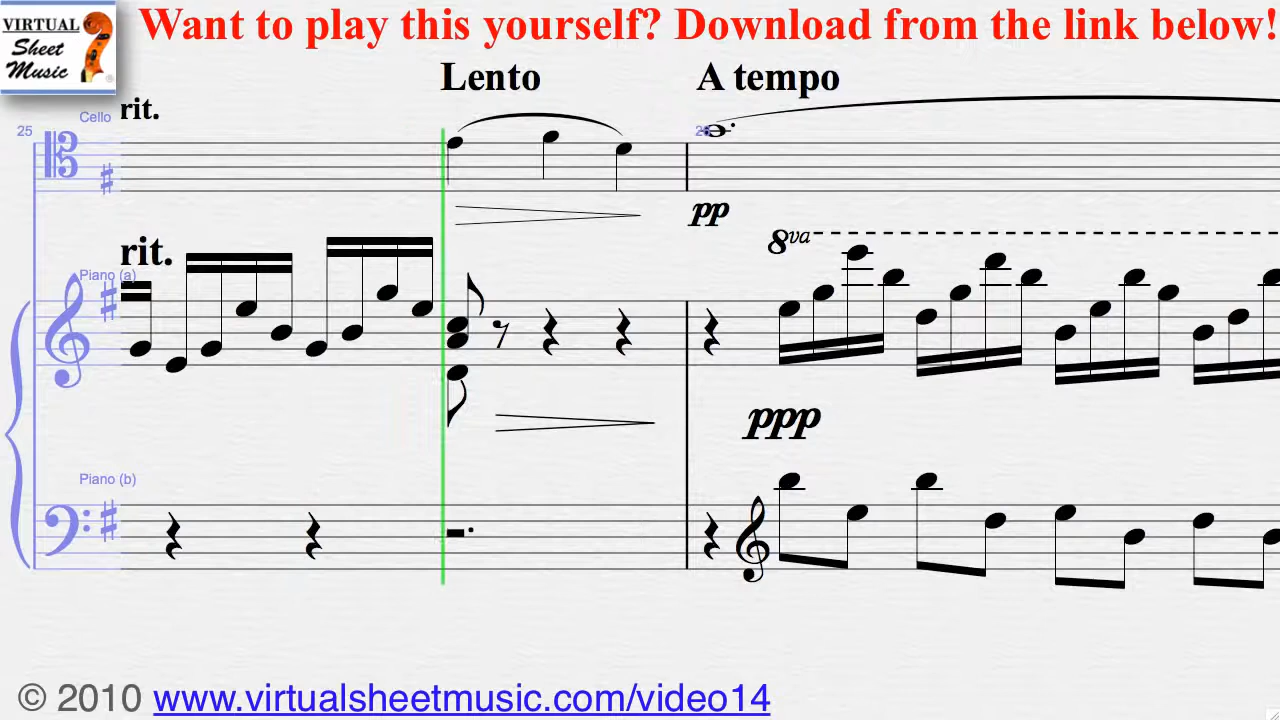 VIRTUAL
Sheet
Music
®
Want to play this yourself? Download from the link below!
Lento
A tempo
Cello
rit.
25
pp
8va
rit.
Piano (a)
ppp
Piano (b)
© 2010 www.virtualsheetmusic.com/video14